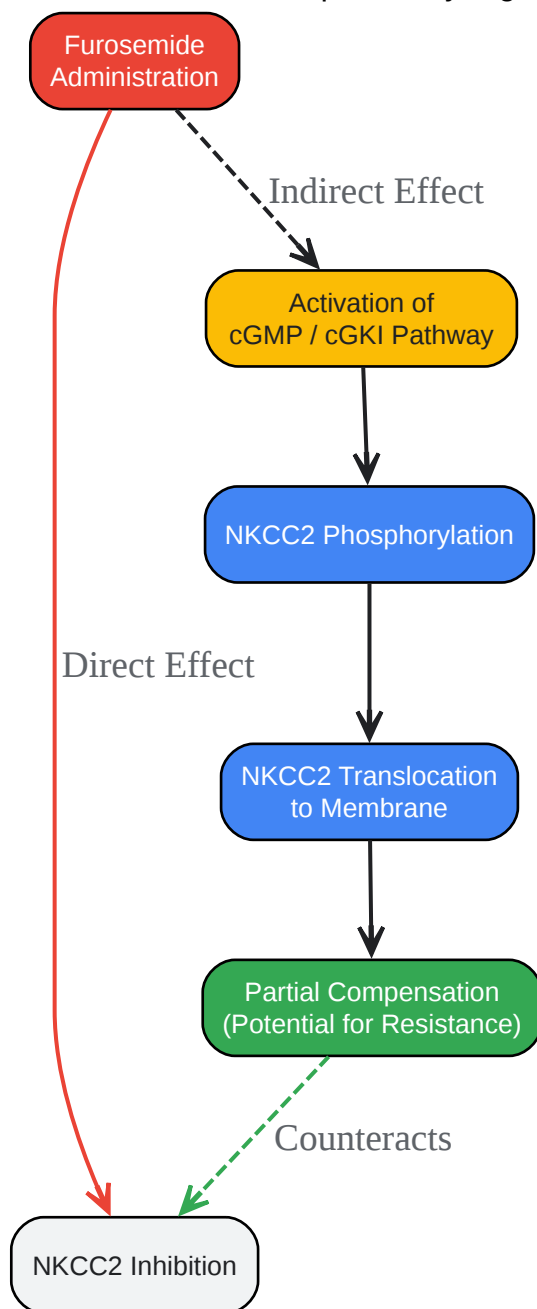 Furosemide
Administration
Indirect Effect
Activation of
cGMP / cGKI Pathway
NKCC2 Phosphorylation
Direct Effect
NKCC2 Translocation
to Membrane
Partial Compensation
(Potential for Resistance)
Counteracts
NKCC2 Inhibition